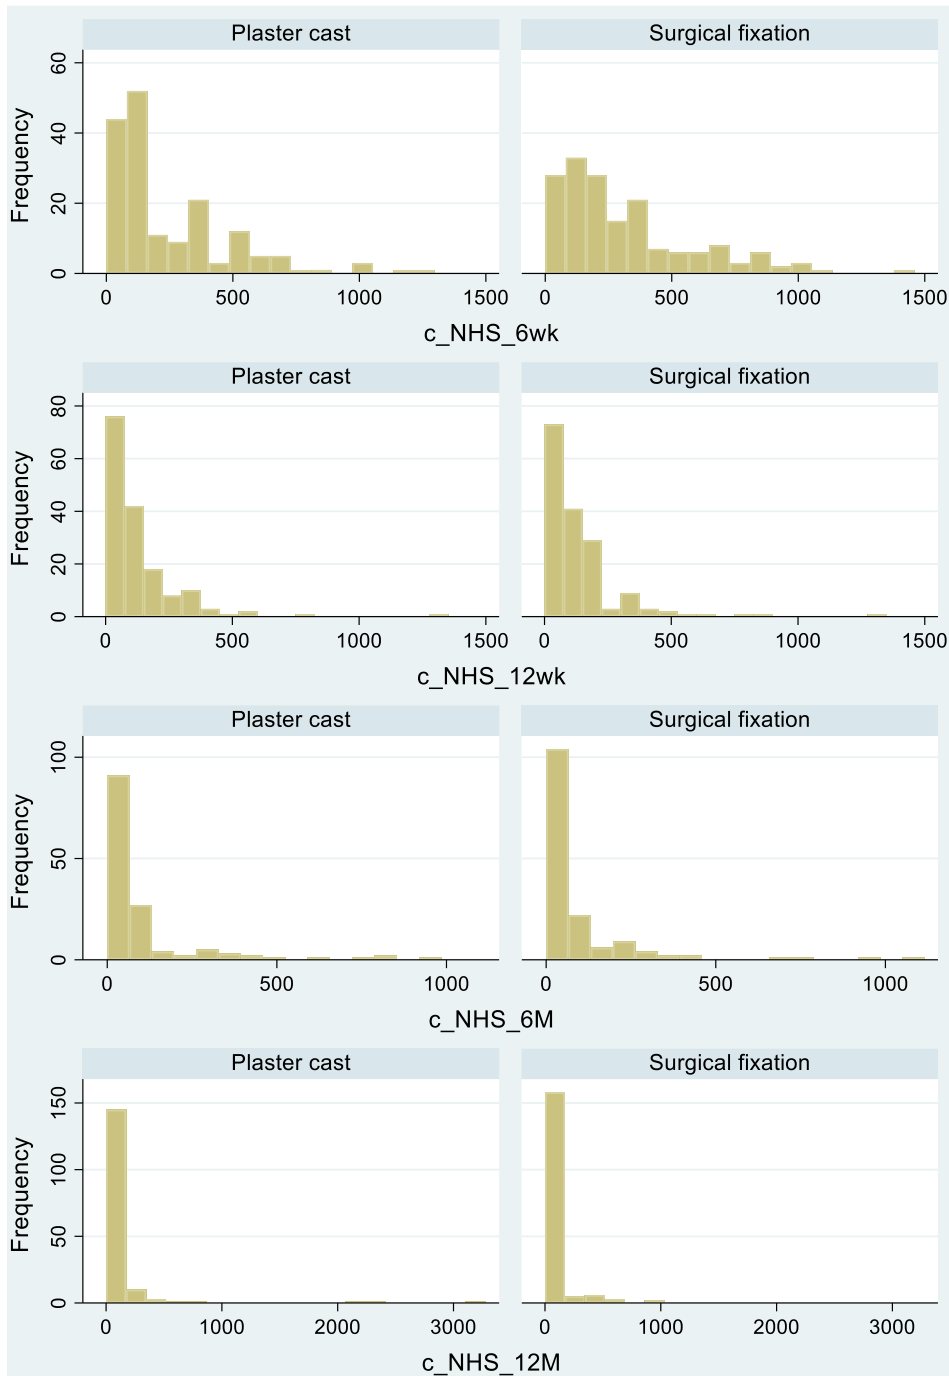 Plaster cast Surgical fixation
Frequency
60
40
20
0
0 500 1000 1500 0 500 1000 1500
c_NHS_6wk
Plaster cast Surgical fixation
Frequency
80
60
40
20
0
0 500 1000 1500 0 500 1000 1500
c_NHS_12wk
Plaster cast Surgical fixation
Frequency
100
50
0
0 500 1000 0 500 1000
c_NHS_6M
Plaster cast Surgical fixation
Frequency
150
100
50
0
0 1000 2000 3000 0 1000 2000 3000
c_NHS_12M